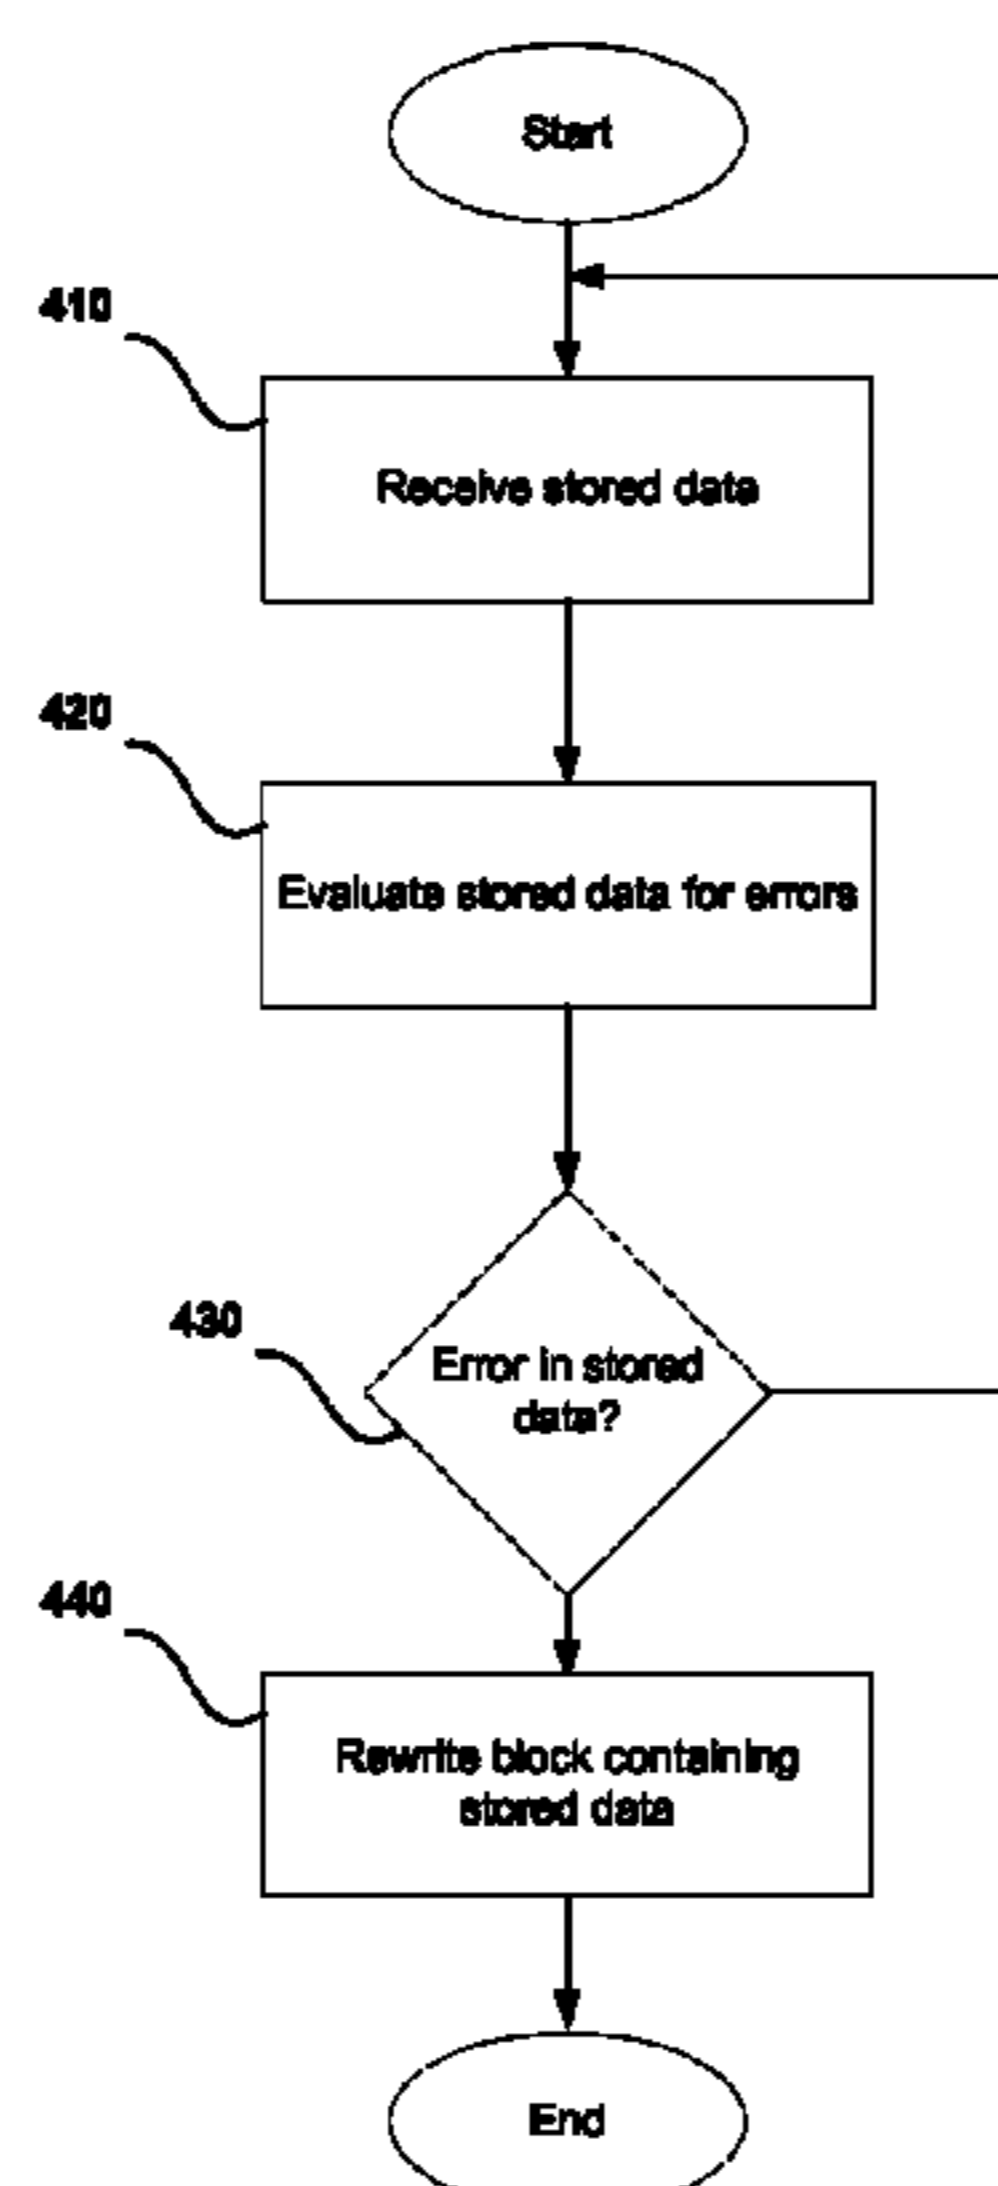 Start
410
Receive stored data
420
Evaluate stored data for errors
430
Error in stored
data?
440
Rewrite block containing
stored data
End